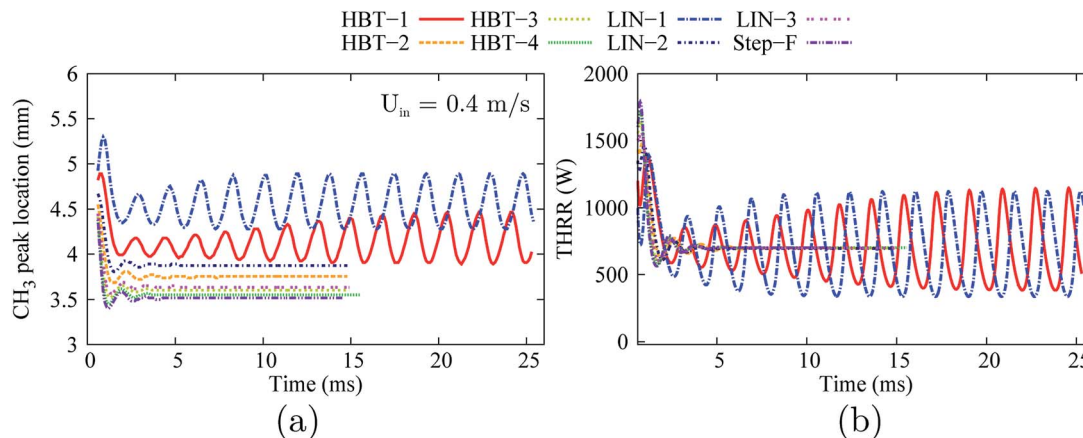 HBT−1 HBT−3 LIN−1 LIN−3
HBT−2 HBT−4 LIN−2 Step−F
6
5.5
5
4.5
4
3.5
3
CH3 peak location (mm)
Uin = 0.4 m/s
0 5 10 15 20 25
Time (ms)
(a)
2000
1500
1000
500
0
THRR (W)
5 10 15 20 25
Time (ms)
(b)